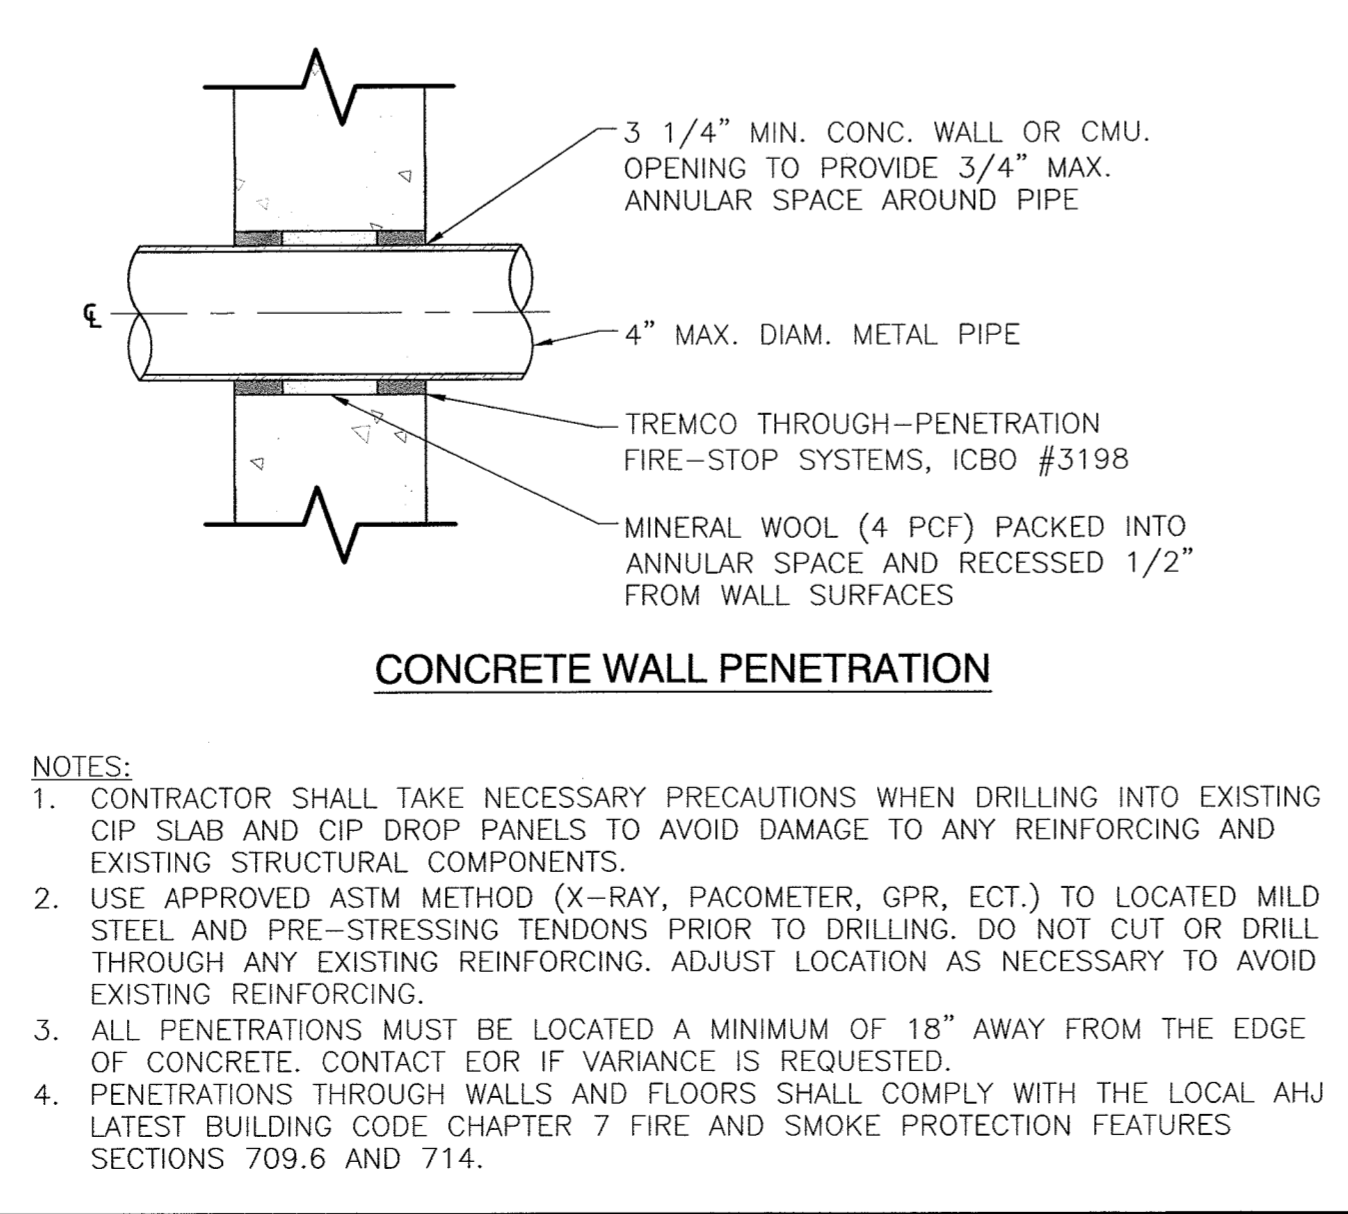 3 1/4" MIN. CONC. WALL OR CMU.
OPENING TO PROVIDE 3/4" MAX.
ANNULAR SPACE AROUND PIPE
℄
4" MAX. DIAM. METAL PIPE
TREMCO THROUGH-PENETRATION
FIRE-STOP SYSTEMS, ICBO #3198
MINERAL WOOL (4 PCF) PACKED INTO
ANNULAR SPACE AND RECESSED 1/2"
FROM WALL SURFACES
CONCRETE WALL PENETRATION
NOTES:
1. CONTRACTOR SHALL TAKE NECESSARY PRECAUTIONS WHEN DRILLING INTO EXISTING
CIP SLAB AND CIP DROP PANELS TO AVOID DAMAGE TO ANY REINFORCING AND
EXISTING STRUCTURAL COMPONENTS.
2. USE APPROVED ASTM METHOD (X-RAY, PACOMETER, GPR, ECT.) TO LOCATED MILD
STEEL AND PRE-STRESSING TENDONS PRIOR TO DRILLING. DO NOT CUT OR DRILL
THROUGH ANY EXISTING REINFORCING. ADJUST LOCATION AS NECESSARY TO AVOID
EXISTING REINFORCING.
3. ALL PENETRATIONS MUST BE LOCATED A MINIMUM OF 18" AWAY FROM THE EDGE
OF CONCRETE. CONTACT EOR IF VARIANCE IS REQUESTED.
4. PENETRATIONS THROUGH WALLS AND FLOORS SHALL COMPLY WITH THE LOCAL AHJ
LATEST BUILDING CODE CHAPTER 7 FIRE AND SMOKE PROTECTION FEATURES
SECTIONS 709.6 AND 714.